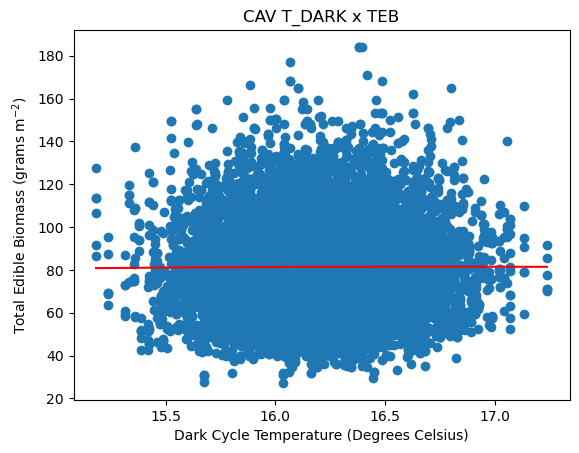 CAV T_DARK x TEB
Total Edible Biomass (grams m⁻²)
180
160
140
120
100
80
60
40
20
15.5 16.0 16.5 17.0
Dark Cycle Temperature (Degrees Celsius)